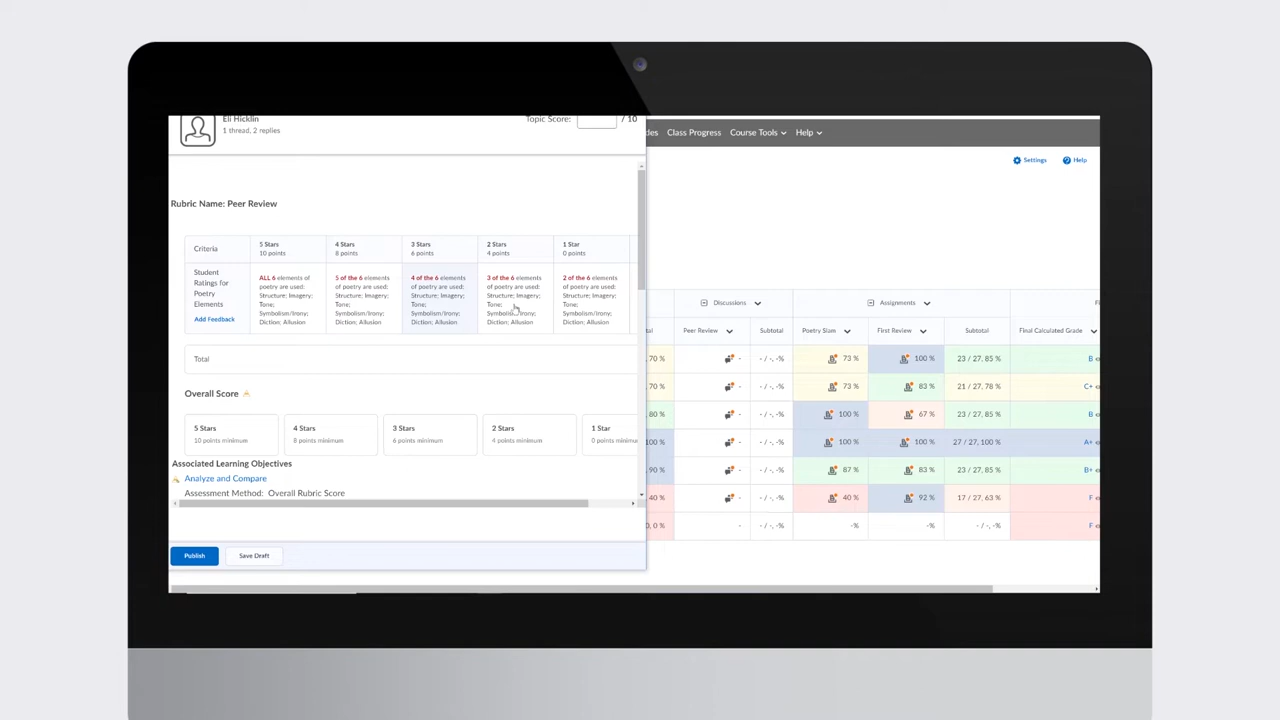 Eli Hicklin
1 thread, 2 replies
Topic Score: / 10
Class Progress Course Tools Help
Settings Help
Rubric Name: Peer Review
Criteria
5 Stars
10 points
4 Stars
8 points
3 Stars
6 points
2 Stars
4 points
1 Star
0 points
Student
Ratings for
Poetry
Elements
Add Feedback
ALL 6 elements of
poetry are used:
Structure; Imagery;
Tone;
Symbolism/Irony;
Diction; Allusion
5 of the 6 elements
of poetry are used:
Structure; Imagery;
Tone;
Symbolism/Irony;
Diction; Allusion
4 of the 6 elements
of poetry are used:
Structure; Imagery;
Tone;
Symbolism/Irony;
Diction; Allusion
3 of the 6 elements
of poetry are used:
Structure; Imagery;
Tone;
Symbolism/Irony;
Diction; Allusion
2 of the 6 elements
of poetry are used:
Structure; Imagery;
Tone;
Symbolism/Irony;
Diction; Allusion
Total
Overall Score
5 Stars
10 points minimum
4 Stars
8 points minimum
3 Stars
6 points minimum
2 Stars
4 points minimum
1 Star
0 points
Associated Learning Objectives
Analyze and Compare
Assessment Method: Overall Rubric Score
Publish Save Draft
Discussions Assignments
Peer Review Subtotal Poetry Slam First Review Subtotal Final Calculated Grade
70 % - - / -, -% 73 % 100 % 23 / 27, 85 % B
70 % - - / -, -% 73 % 83 % 21 / 27, 78 % C+
80 % - - / -, -% 100 % 67 % 23 / 27, 85 % B
100 % - - / -, -% 100 % 100 % 27 / 27, 100 % A+
90 % - - / -, -% 87 % 83 % 23 / 27, 85 % B+
40 % - - / -, -% 40 % 92 % 17 / 27, 63 % F
0, 0 % - - / -, -% -% -% - / -, -% F